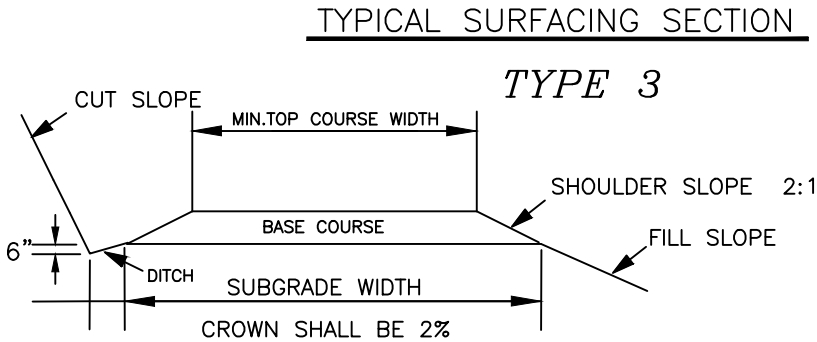 TYPICAL SURFACING SECTION
TYPE 3
CUT SLOPE
MIN.TOP COURSE WIDTH
SHOULDER SLOPE 2:1
BASE COURSE
FILL SLOPE
6"
DITCH
SUBGRADE WIDTH
CROWN SHALL BE 2%